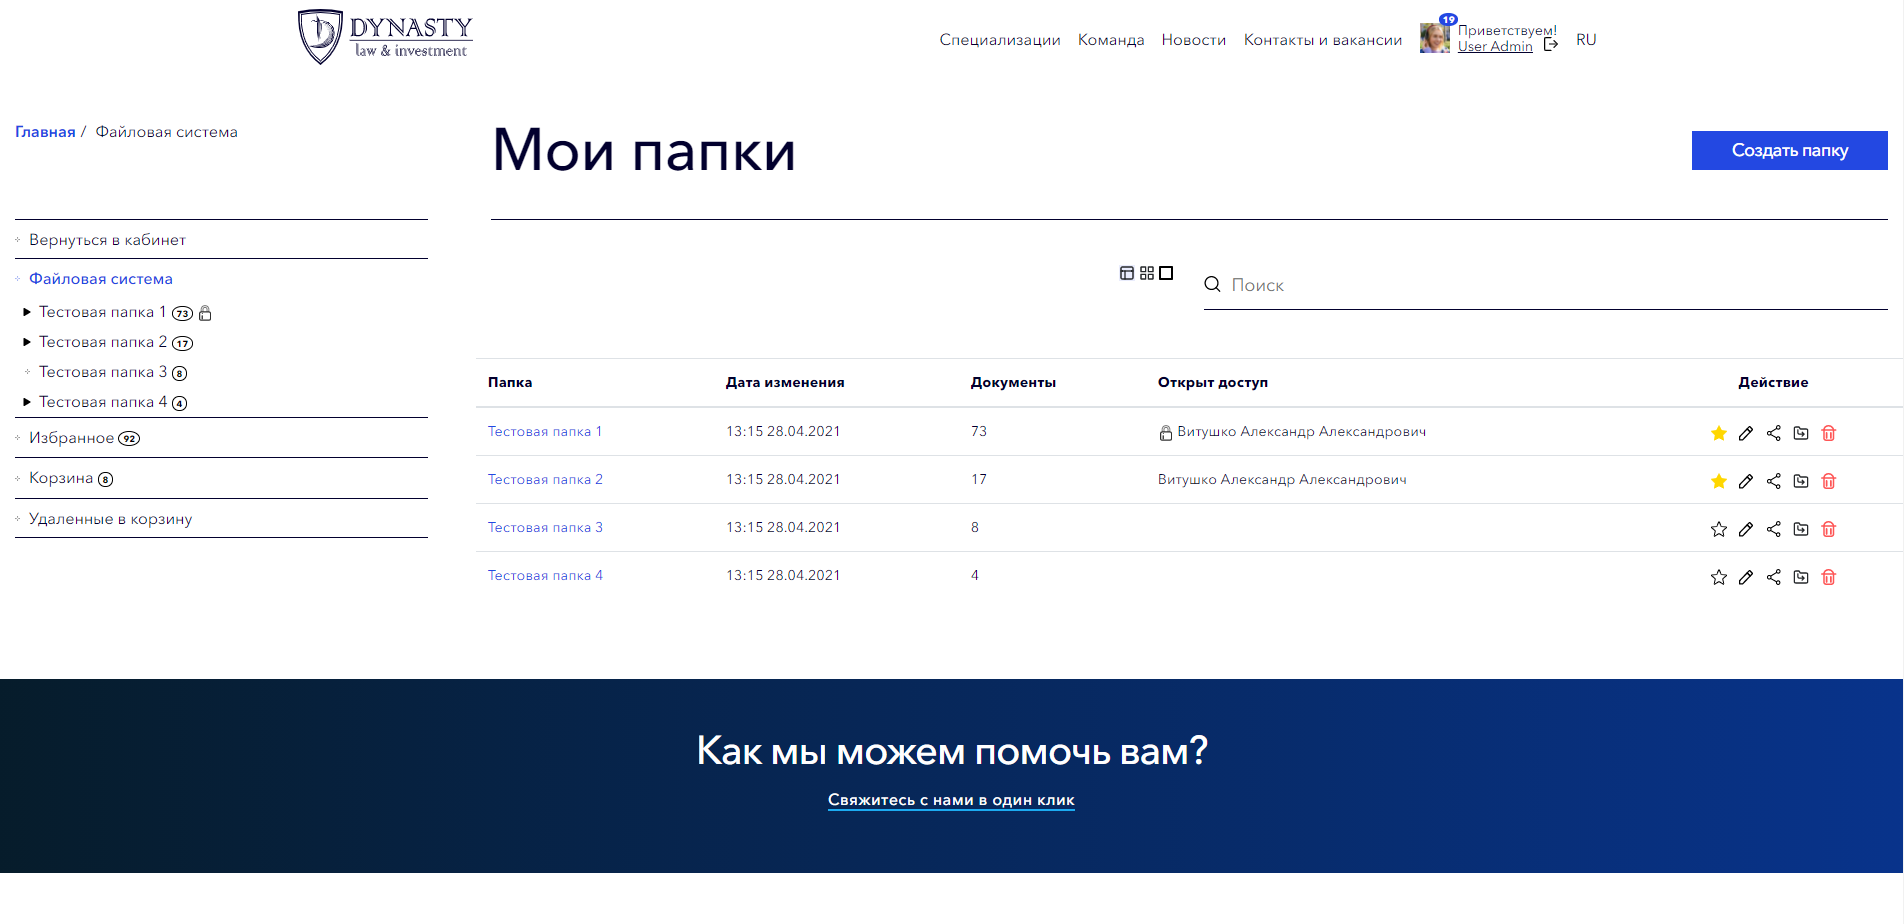 DYNASTY
law & investment
Специализации Команда Новости Контакты и вакансии
19
Приветствуем!
User Admin
RU
Главная / Файловая система
Мои папки
Создать папку
Вернуться в кабинет
Файловая система
Тестовая папка 1 73
Тестовая папка 2 17
Тестовая папка 3 8
Тестовая папка 4 4
Избранное 92
Корзина 8
Удаленные в корзину
Поиск
Папка Дата изменения Документы Открыт доступ Действие
Тестовая папка 1 13:15 28.04.2021 73 Витушко Александр Александрович
Тестовая папка 2 13:15 28.04.2021 17 Витушко Александр Александрович
Тестовая папка 3 13:15 28.04.2021 8
Тестовая папка 4 13:15 28.04.2021 4
Как мы можем помочь вам?
Свяжитесь с нами в один клик